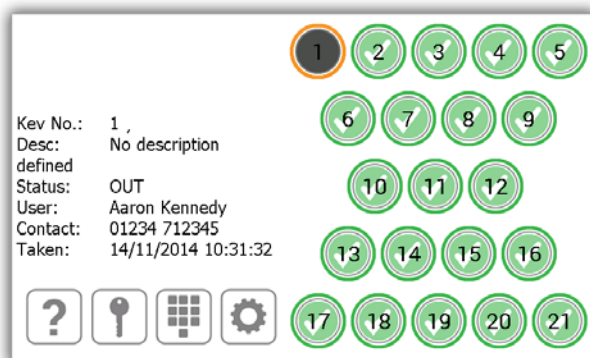 1 2 3 4 5
6 7 8 9
Kev No.: 1 ,
Desc: No description
defined
Status: OUT
User: Aaron Kennedy
Contact: 01234 712345
Taken: 14/11/2014 10:31:32
10 11 12
13 14 15 16
?
17 18 19 20 21